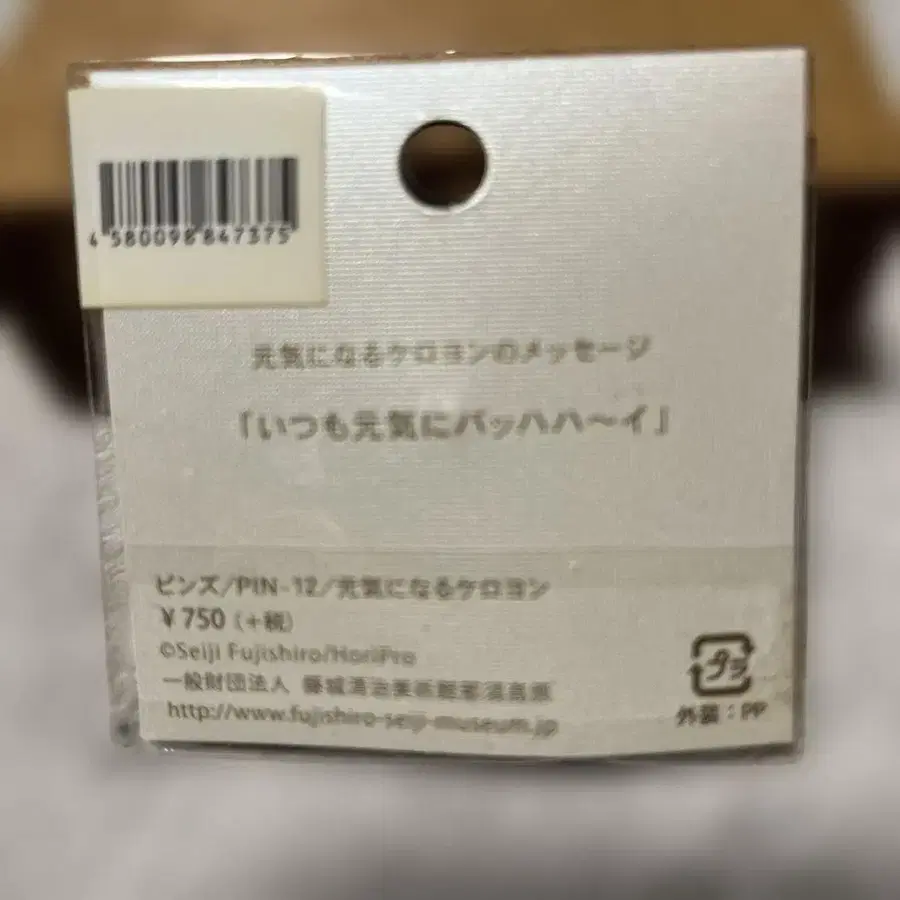 4 580098 847375
元気になるケロヨンのメッセージ
「いつも元気にバッハハ～イ」
ピンズ/PIN-12/元気になるケロヨン
￥750（+税）
©Seiji Fujishiro/HoriPro
一般財団法人 藤城清治美術館那須高原
http://www.fujishiro-seiji-museum.jp
プラ
外装：PP